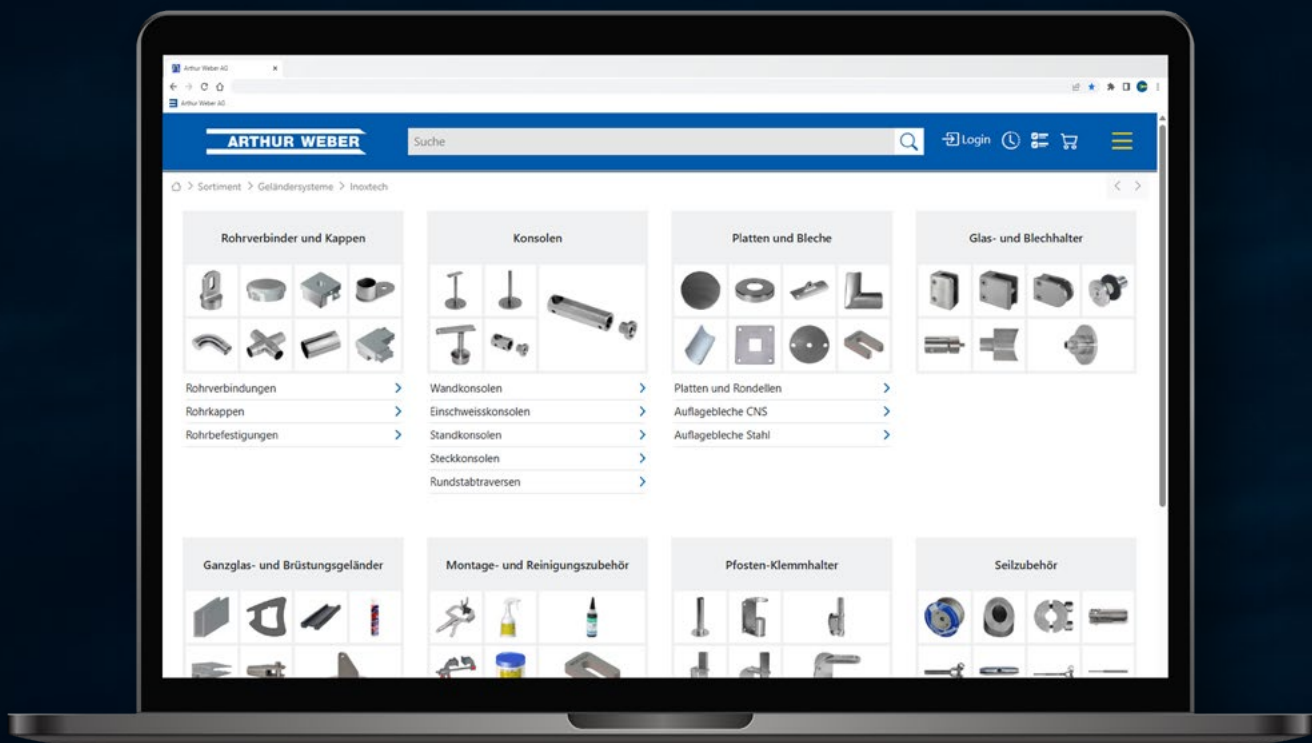 Arthur Weber AG
Arthur Weber AG
ARTHUR WEBER
Suche
Login
> Sortiment > Geländersysteme > Inoxtech
Rohrverbinder und Kappen
Rohrverbindungen
Rohrkappen
Rohrbefestigungen
Konsolen
Wandkonsolen
Einschweisskonsolen
Standkonsolen
Steckkonsolen
Rundstabtraversen
Platten und Bleche
Platten und Rondellen
Auflagebleche CNS
Auflagebleche Stahl
Glas- und Blechhalter
Ganzglas- und Brüstungsgeländer
Montage- und Reinigungszubehör
Pfosten-Klemmhalter
Seilzubehör